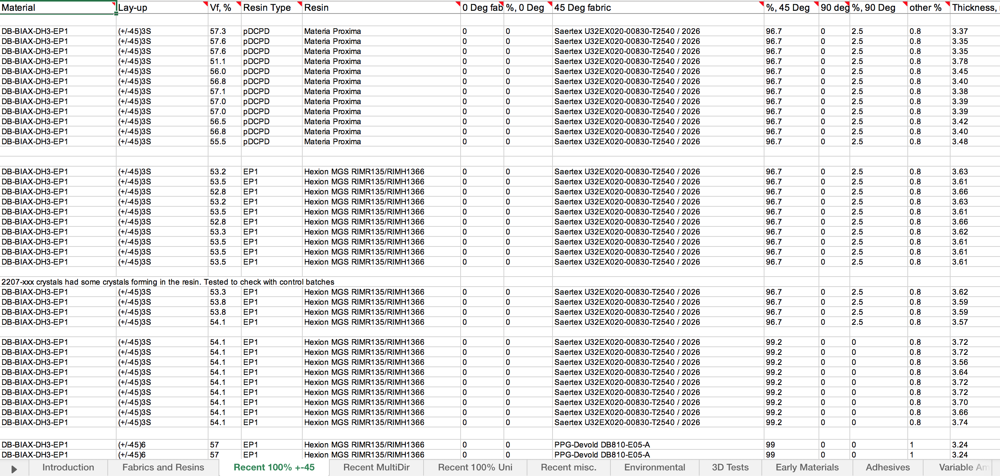 Material Lay-up Vf, % Resin Type Resin 0 Deg fab %, 0 Deg 45 Deg fabric %, 45 Deg 90 deg %, 90 Deg other % Thickness,
DB-BIAX-DH3-EP1 (+/-45)3S 57.3 pDCPD Materia Proxima 0 0 Saertex U32EX020-00830-T2540 / 2026 96.7 0 2.5 0.8 3.37
DB-BIAX-DH3-EP1 (+/-45)3S 57.6 pDCPD Materia Proxima 0 0 Saertex U32EX020-00830-T2540 / 2026 96.7 0 2.5 0.8 3.35
DB-BIAX-DH3-EP1 (+/-45)3S 57.6 pDCPD Materia Proxima 0 0 Saertex U32EX020-00830-T2540 / 2026 96.7 0 2.5 0.8 3.35
DB-BIAX-DH3-EP1 (+/-45)3S 51.1 pDCPD Materia Proxima 0 0 Saertex U32EX020-00830-T2540 / 2026 96.7 0 2.5 0.8 3.78
DB-BIAX-DH3-EP1 (+/-45)3S 56.0 pDCPD Materia Proxima 0 0 Saertex U32EX020-00830-T2540 / 2026 96.7 0 2.5 0.8 3.45
DB-BIAX-DH3-EP1 (+/-45)3S 56.8 pDCPD Materia Proxima 0 0 Saertex U32EX020-00830-T2540 / 2026 96.7 0 2.5 0.8 3.40
DB-BIAX-DH3-EP1 (+/-45)3S 57.1 pDCPD Materia Proxima 0 0 Saertex U32EX020-00830-T2540 / 2026 96.7 0 2.5 0.8 3.38
DB-BIAX-DH3-EP1 (+/-45)3S 57.0 pDCPD Materia Proxima 0 0 Saertex U32EX020-00830-T2540 / 2026 96.7 0 2.5 0.8 3.39
DB-BIAX-DH3-EP1 (+/-45)3S 57.0 pDCPD Materia Proxima 0 0 Saertex U32EX020-00830-T2540 / 2026 96.7 0 2.5 0.8 3.39
DB-BIAX-DH3-EP1 (+/-45)3S 56.5 pDCPD Materia Proxima 0 0 Saertex U32EX020-00830-T2540 / 2026 96.7 0 2.5 0.8 3.42
DB-BIAX-DH3-EP1 (+/-45)3S 56.8 pDCPD Materia Proxima 0 0 Saertex U32EX020-00830-T2540 / 2026 96.7 0 2.5 0.8 3.40
DB-BIAX-DH3-EP1 (+/-45)3S 55.5 pDCPD Materia Proxima 0 0 Saertex U32EX020-00830-T2540 / 2026 96.7 0 2.5 0.8 3.48
DB-BIAX-DH3-EP1 (+/-45)3S 53.2 EP1 Hexion MGS RIMR135/RIMH1366 0 0 Saertex U32EX020-00830-T2540 / 2026 96.7 0 2.5 0.8 3.63
DB-BIAX-DH3-EP1 (+/-45)3S 53.5 EP1 Hexion MGS RIMR135/RIMH1366 0 0 Saertex U32EX020-00830-T2540 / 2026 96.7 0 2.5 0.8 3.61
DB-BIAX-DH3-EP1 (+/-45)3S 52.8 EP1 Hexion MGS RIMR135/RIMH1366 0 0 Saertex U32EX020-00830-T2540 / 2026 96.7 0 2.5 0.8 3.66
DB-BIAX-DH3-EP1 (+/-45)3S 53.2 EP1 Hexion MGS RIMR135/RIMH1366 0 0 Saertex U32EX020-00830-T2540 / 2026 96.7 0 2.5 0.8 3.63
DB-BIAX-DH3-EP1 (+/-45)3S 53.5 EP1 Hexion MGS RIMR135/RIMH1366 0 0 Saertex U32EX020-00830-T2540 / 2026 96.7 0 2.5 0.8 3.61
DB-BIAX-DH3-EP1 (+/-45)3S 52.8 EP1 Hexion MGS RIMR135/RIMH1366 0 0 Saertex U32EX020-00830-T2540 / 2026 96.7 0 2.5 0.8 3.66
DB-BIAX-DH3-EP1 (+/-45)3S 53.3 EP1 Hexion MGS RIMR135/RIMH1366 0 0 Saertex U32EX020-00830-T2540 / 2026 96.7 0 2.5 0.8 3.62
DB-BIAX-DH3-EP1 (+/-45)3S 53.5 EP1 Hexion MGS RIMR135/RIMH1366 0 0 Saertex U32EX020-00830-T2540 / 2026 96.7 0 2.5 0.8 3.61
DB-BIAX-DH3-EP1 (+/-45)3S 53.5 EP1 Hexion MGS RIMR135/RIMH1366 0 0 Saertex U32EX020-00830-T2540 / 2026 96.7 0 2.5 0.8 3.61
DB-BIAX-DH3-EP1 (+/-45)3S 53.5 EP1 Hexion MGS RIMR135/RIMH1366 0 0 Saertex U32EX020-00830-T2540 / 2026 96.7 0 2.5 0.8 3.61
2207-xxx crystals had some crystals forming in the resin. Tested to check with control batches
DB-BIAX-DH3-EP1 (+/-45)3S 53.3 EP1 Hexion MGS RIMR135/RIMH1366 0 0 Saertex U32EX020-00830-T2540 / 2026 96.7 0 2.5 0.8 3.62
DB-BIAX-DH3-EP1 (+/-45)3S 53.8 EP1 Hexion MGS RIMR135/RIMH1366 0 0 Saertex U32EX020-00830-T2540 / 2026 96.7 0 2.5 0.8 3.59
DB-BIAX-DH3-EP1 (+/-45)3S 53.8 EP1 Hexion MGS RIMR135/RIMH1366 0 0 Saertex U32EX020-00830-T2540 / 2026 96.7 0 2.5 0.8 3.59
DB-BIAX-DH3-EP1 (+/-45)3S 54.1 EP1 Hexion MGS RIMR135/RIMH1366 0 0 Saertex U32EX020-00830-T2540 / 2026 96.7 0 2.5 0.8 3.57
DB-BIAX-DH3-EP1 (+/-45)3S 54.1 EP1 Hexion MGS RIMR135/RIMH1366 0 0 Saertex U32EX020-00830-T2540 / 2026 99.2 0 0 0.8 3.72
DB-BIAX-DH3-EP1 (+/-45)3S 54.1 EP1 Hexion MGS RIMR135/RIMH1366 0 0 Saertex U32EX020-00830-T2540 / 2026 99.2 0 0 0.8 3.72
DB-BIAX-DH3-EP1 (+/-45)3S 54.1 EP1 Hexion MGS RIMR135/RIMH1366 0 0 Saertex U32EX020-00830-T2540 / 2026 99.2 0 0 0.8 3.56
DB-BIAX-DH3-EP1 (+/-45)3S 54.1 EP1 Hexion MGS RIMR135/RIMH1366 0 0 Saertex U32EX020-00830-T2540 / 2026 99.2 0 0 0.8 3.64
DB-BIAX-DH3-EP1 (+/-45)3S 54.1 EP1 Hexion MGS RIMR135/RIMH1366 0 0 Saertex U32EX020-00830-T2540 / 2026 99.2 0 0 0.8 3.72
DB-BIAX-DH3-EP1 (+/-45)3S 54.1 EP1 Hexion MGS RIMR135/RIMH1366 0 0 Saertex U32EX020-00830-T2540 / 2026 99.2 0 0 0.8 3.72
DB-BIAX-DH3-EP1 (+/-45)3S 54.1 EP1 Hexion MGS RIMR135/RIMH1366 0 0 Saertex U32EX020-00830-T2540 / 2026 99.2 0 0 0.8 3.70
DB-BIAX-DH3-EP1 (+/-45)3S 54.1 EP1 Hexion MGS RIMR135/RIMH1366 0 0 Saertex U32EX020-00830-T2540 / 2026 99.2 0 0 0.8 3.66
DB-BIAX-DH3-EP1 (+/-45)3S 54.1 EP1 Hexion MGS RIMR135/RIMH1366 0 0 Saertex U32EX020-00830-T2540 / 2026 99.2 0 0 0.8 3.74
DB-BIAX-DH3-EP1 (+/-45)6 57 EP1 Hexion MGS RIMR135/RIMH1366 0 0 PPG-Devold DB810-E05-A 99 0 0 1 3.24
DB-BIAX-DH3-EP1 (+/-45)6 57 EP1 Hexion MGS RIMR135/RIMH1366 0 0 PPG-Devold DB810-E05-A 99 0 0 1 3.24
Introduction Fabrics and Resins Recent 100% +-45 Recent MultiDir Recent 100% Uni Recent misc. Environmental 3D Tests Early Materials Adhesives Variable Am